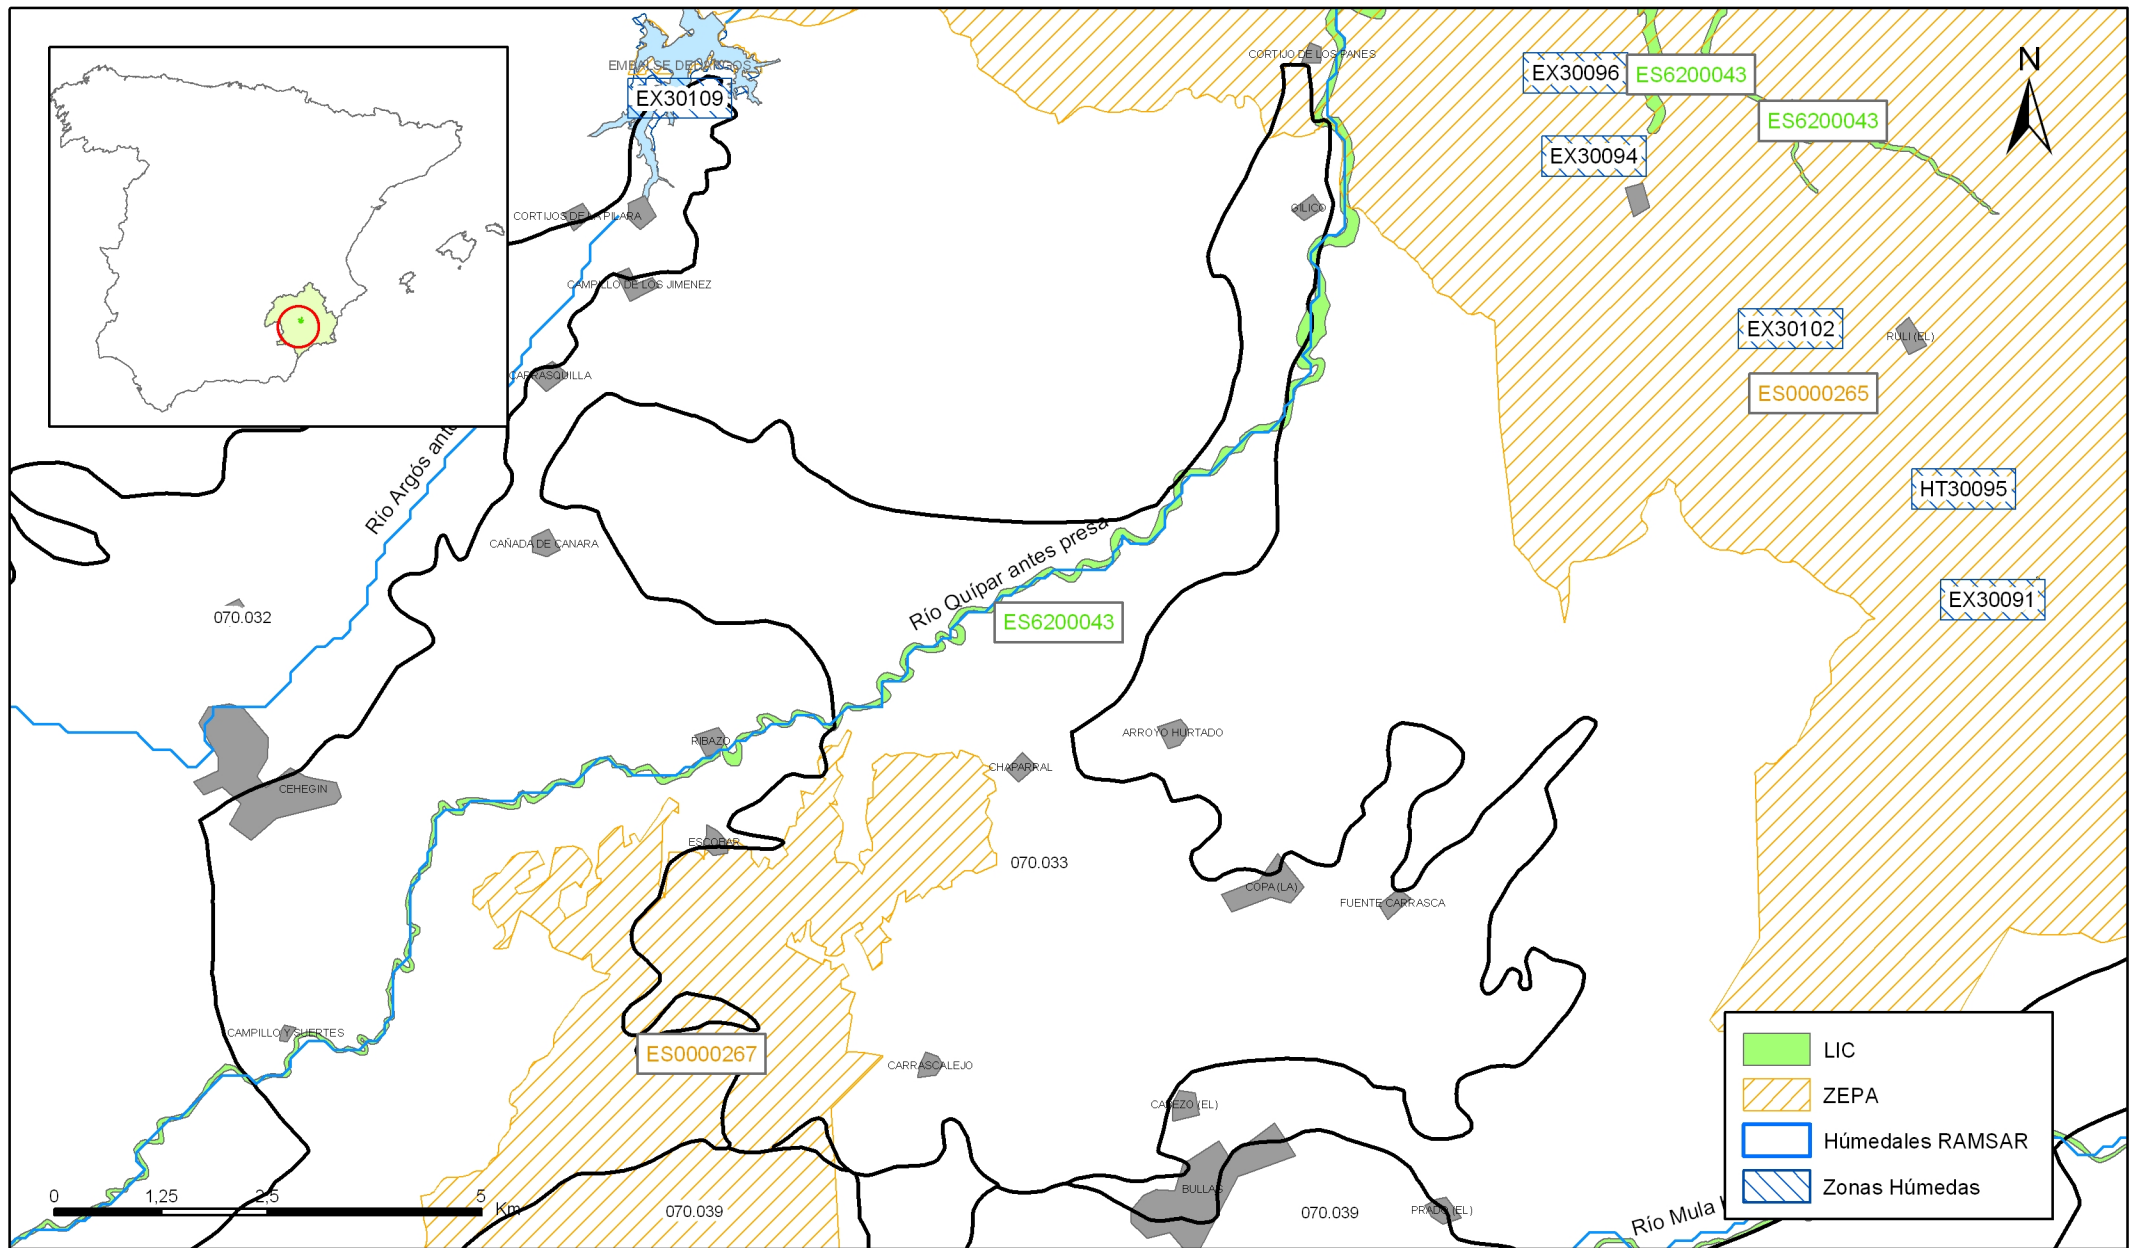 CORTIJO DE LOS PANES
N
EMBALSE DE ARGOS
EX30109
EX30096
ES6200043
ES6200043
EX30094
CORTIJOS DE LA PILARA
GILICO
CAMPILLO DE LOS JIMENEZ
EX30102
RULI (EL)
CARRASQUILLA
ES0000265
Río Argós
HT30095
CAÑADA DE CANARA
Río Quípar antes presa
EX30091
070.032
ES6200043
RIBAZO
ARROYO HURTADO
CHAPARRAL
CEHEGIN
ESCOBAR
070.033
COPA (LA)
FUENTE CARRASCA
CAMPILLO Y SUERTES
ES0000267
CARRASCALEJO
CABEZO (EL)
LIC
ZEPA
Húmedales RAMSAR
Zonas Húmedas
BULLAS
0 1,25 2,5 5
Km
070.039
070.039
PRADO (EL)
Río Mula